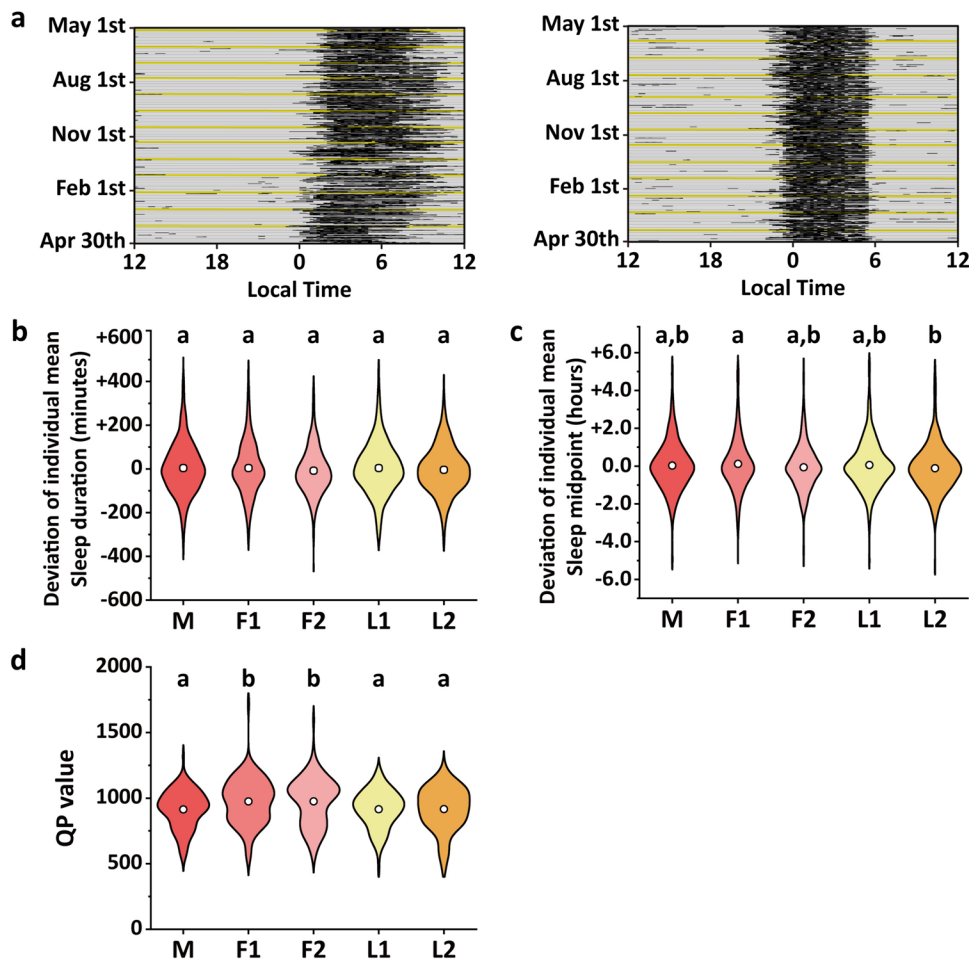 a
May 1st
Aug 1st
Nov 1st
Feb 1st
Apr 30th
12 18 0 6 12
Local Time
May 1st
Aug 1st
Nov 1st
Feb 1st
Apr 30th
12 18 0 6 12
Local Time
b
Deviation of individual mean
Sleep duration (minutes)
+600
+400
+200
0
-200
-400
-600
a a a a a
M F1 F2 L1 L2
c
Deviation of individual mean
Sleep midpoint (hours)
+6.0
+4.0
+2.0
0.0
-2.0
-4.0
-6.0
a,b a a,b a,b b
M F1 F2 L1 L2
d
QP value
2000
1500
1000
500
0
a b b a a
M F1 F2 L1 L2